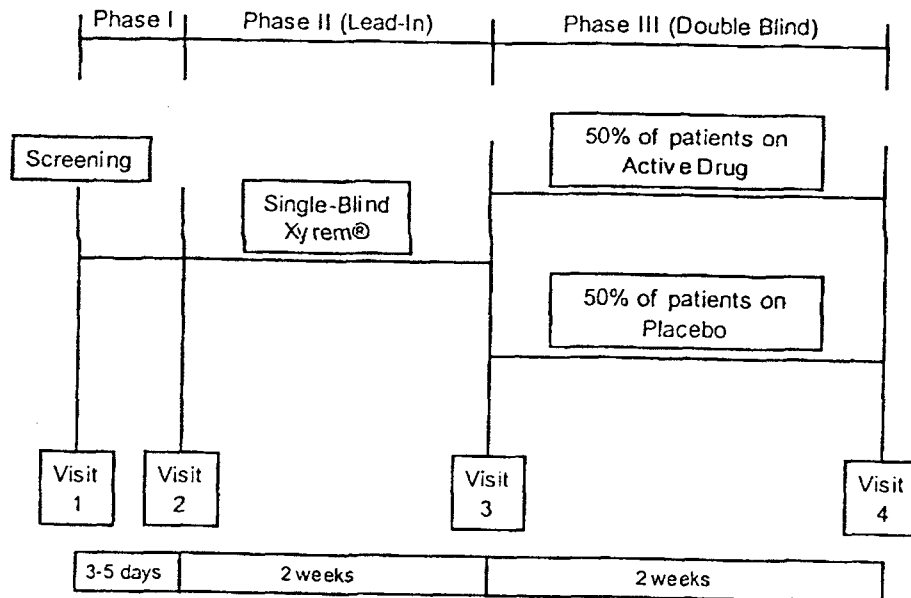 Phase I
Phase II (Lead-In)
Phase III (Double Blind)
Screening
Single-Blind
Xyrem®
50% of patients on
Active Drug
50% of patients on
Placebo
Visit
1
Visit
2
Visit
3
Visit
4
3-5 days
2 weeks
2 weeks